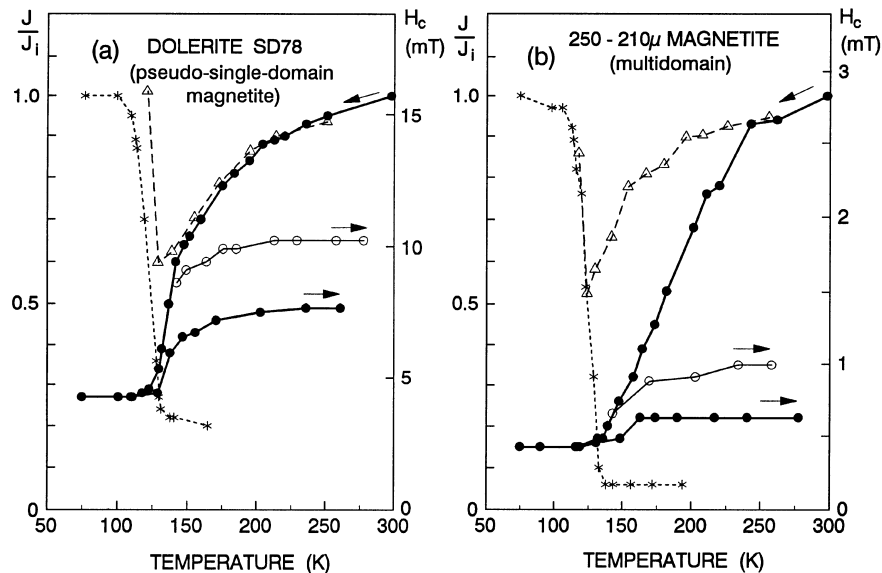 J
Ji
(a)
DOLERITE SD78
(pseudo-single-domain
magnetite)
Hc
(mT)
1.0
0.5
0
15
10
5
0
50
100
150
200
250
300
TEMPERATURE (K)
J
Ji
(b)
250 - 210µ MAGNETITE
(multidomain)
Hc
(mT)
1.0
0.5
0
3
2
1
0
50
100
150
200
250
300
TEMPERATURE (K)